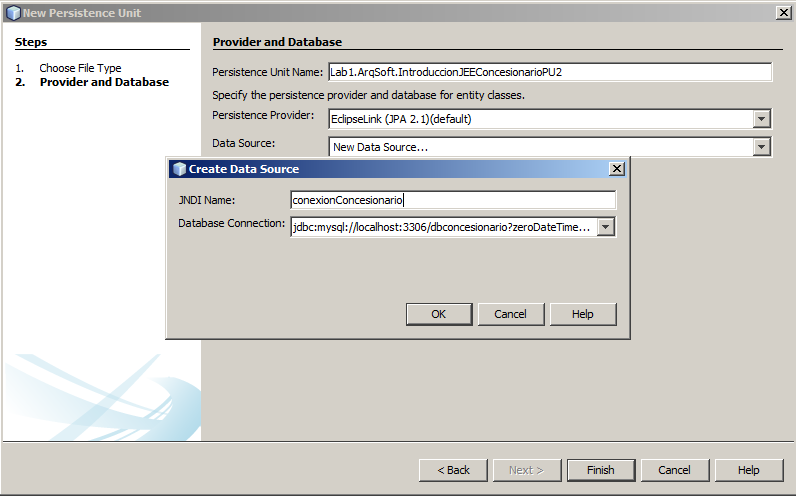 New Persistence Unit
Steps
1. Choose File Type
2. Provider and Database
Provider and Database
Persistence Unit Name: Lab1.ArqSoft.IntroduccionJEEConcesionarioPU2
Specify the persistence provider and database for entity classes.
Persistence Provider: EclipseLink (JPA 2.1)(default)
Data Source: New Data Source...
Create Data Source
JNDI Name: conexionConcesionario
Database Connection: jdbc:mysql://localhost:3306/dbconcesionario?zeroDateTime...
OK Cancel Help
< Back Next > Finish Cancel Help